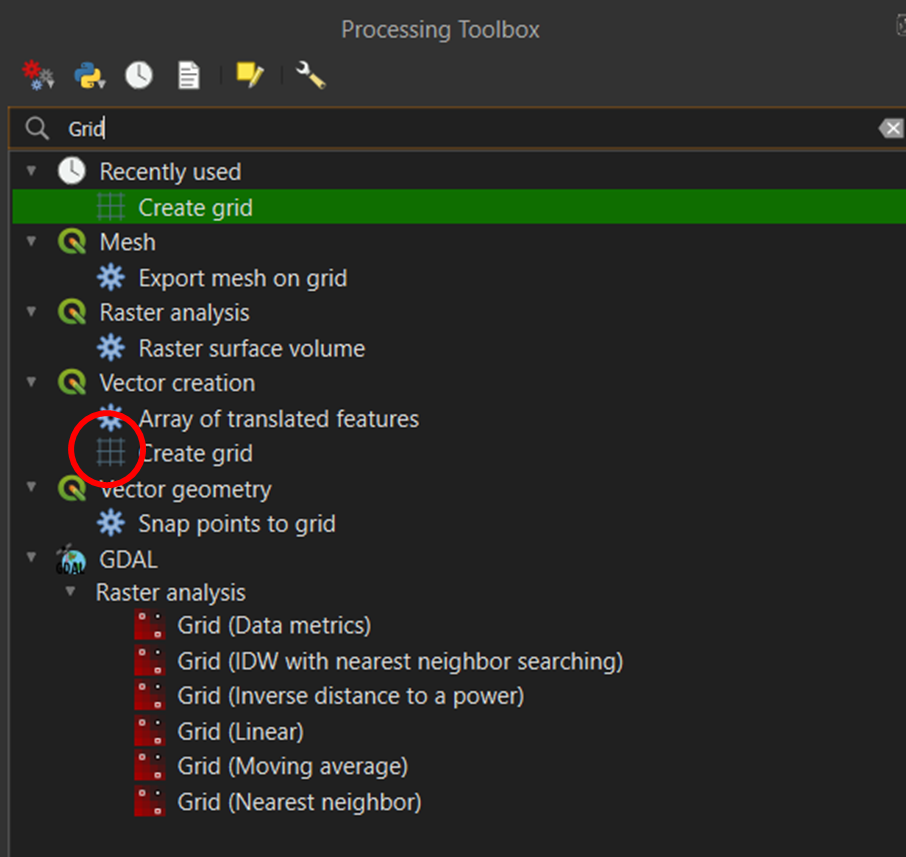 Processing Toolbox
Grid
Recently used
Create grid
Mesh
Export mesh on grid
Raster analysis
Raster surface volume
Vector creation
Array of translated features
Create grid
Vector geometry
Snap points to grid
GDAL GDAL
Raster analysis
Grid (Data metrics)
Grid (IDW with nearest neighbor searching)
Grid (Inverse distance to a power)
Grid (Linear)
Grid (Moving average)
Grid (Nearest neighbor)